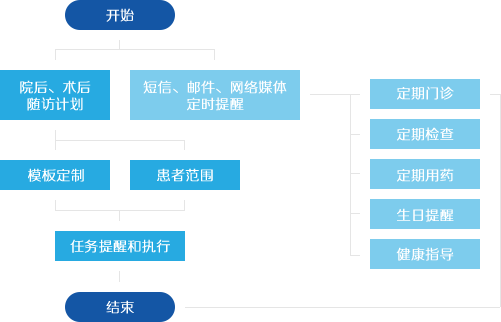 开始
院后、术后
随访计划
短信、邮件、网络媒体
定时提醒
定期门诊
定期检查
定期用药
生日提醒
健康指导
模板定制
患者范围
任务提醒和执行
结束